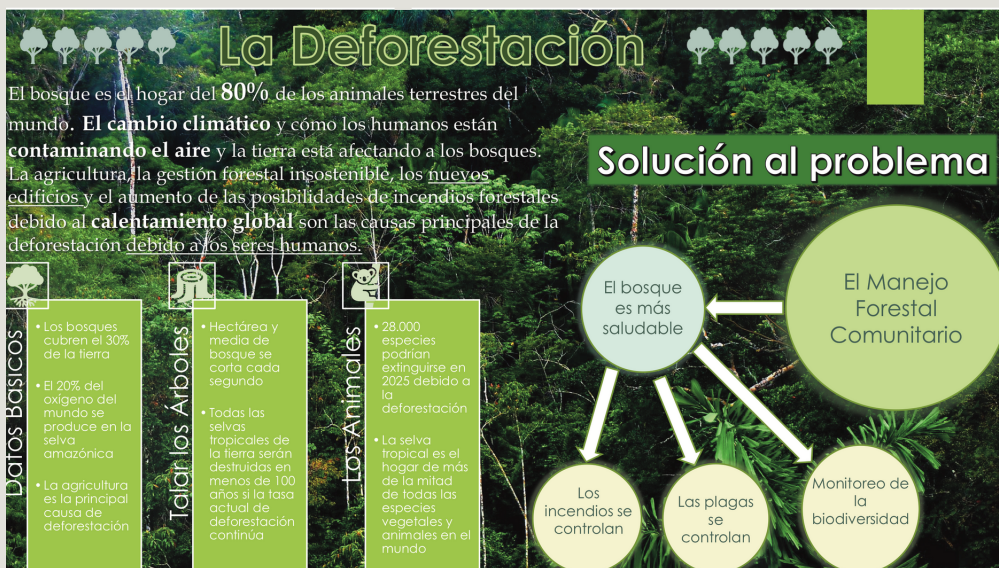 La Deforestación
El bosque es el hogar del 80% de los animales terrestres del
mundo. El cambio climático y cómo los humanos están
contaminando el aire y la tierra está afectando a los bosques.
La agricultura, la gestión forestal insostenible, los nuevos
edificios y el aumento de las posibilidades de incendios forestales
debido al calentamiento global son las causas principales de la
deforestación debido a los seres humanos.
Datos Básicos
• Los bosques
cubren el 30%
de la tierra
• El 20% del
oxígeno del
mundo se
produce en la
selva
amazónica
• La agricultura
es la principal
causa de
deforestación
Talar los Árboles
• Hectárea y
media de
bosque se
corta cada
segundo
• Todas las
selvas
tropicales de
la tierra serán
destruidas en
menos de 100
años si la tasa
actual de
deforestación
continúa
Los Animales
• 28.000
especies
podrían
extinguirse en
2025 debido a
la
deforestación
• La selva
tropical es el
hogar de más
de la mitad
de todas las
especies
vegetales y
animales en el
mundo
Solución al problema
El Manejo
Forestal
Comunitario
El bosque
es más
saludable
Los
incendios se
controlan
Las plagas
se
controlan
Monitoreo de
la
biodiversidad